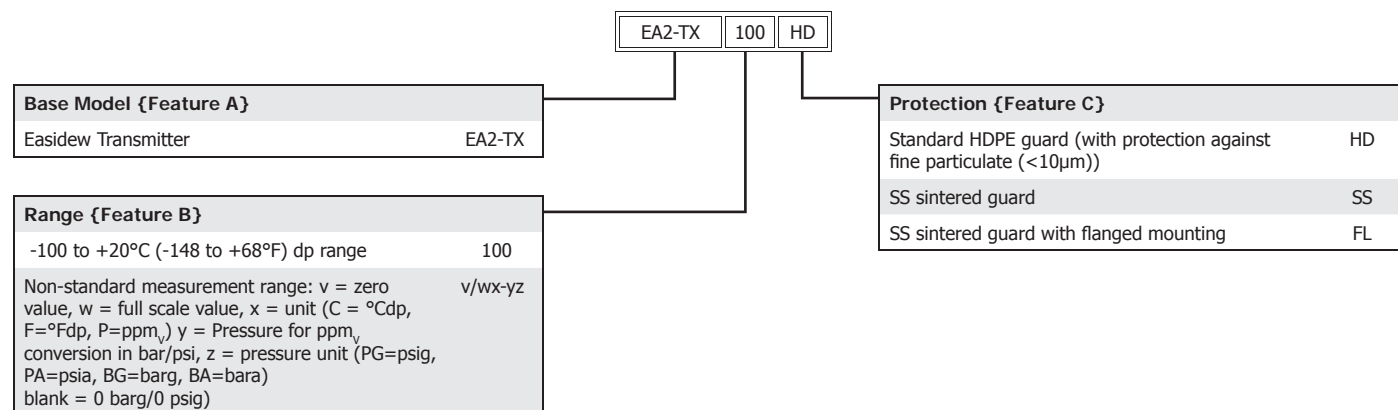 EA2-TX 100 HD
Base Model {Feature A}
Easidew Transmitter EA2-TX
Range {Feature B}
-100 to +20°C (-148 to +68°F) dp range 100
Non-standard measurement range: v = zero v/wx-yz
value, w = full scale value, x = unit (C = °Cdp,
F=°Fdp, P=ppmv) y = Pressure for ppmv
conversion in bar/psi, z = pressure unit (PG=psig,
PA=psia, BG=barg, BA=bara)
blank = 0 barg/0 psig)
Protection {Feature C}
Standard HDPE guard (with protection against HD
fine particulate (<10µm))
SS sintered guard SS
SS sintered guard with flanged mounting FL